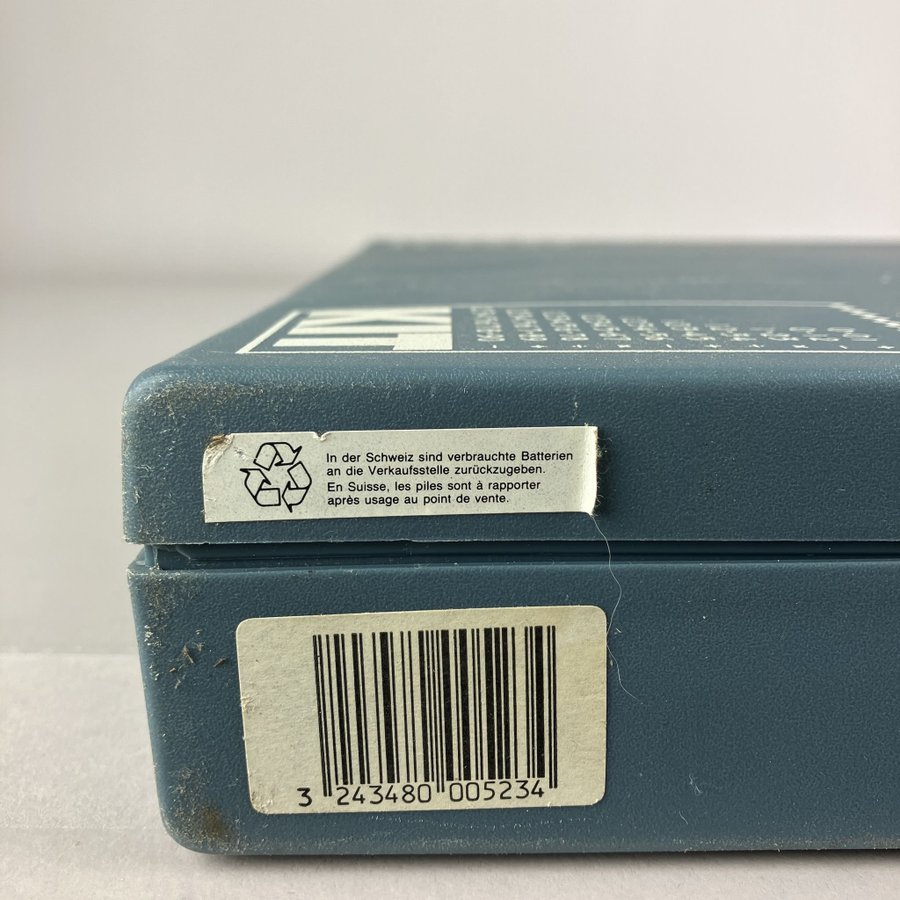 In der Schweiz sind verbrauchte Batterien
an die Verkaufsstelle zurückzugeben.
En Suisse, les piles sont à rapporter
après usage au point de vente.
3 243480 005234